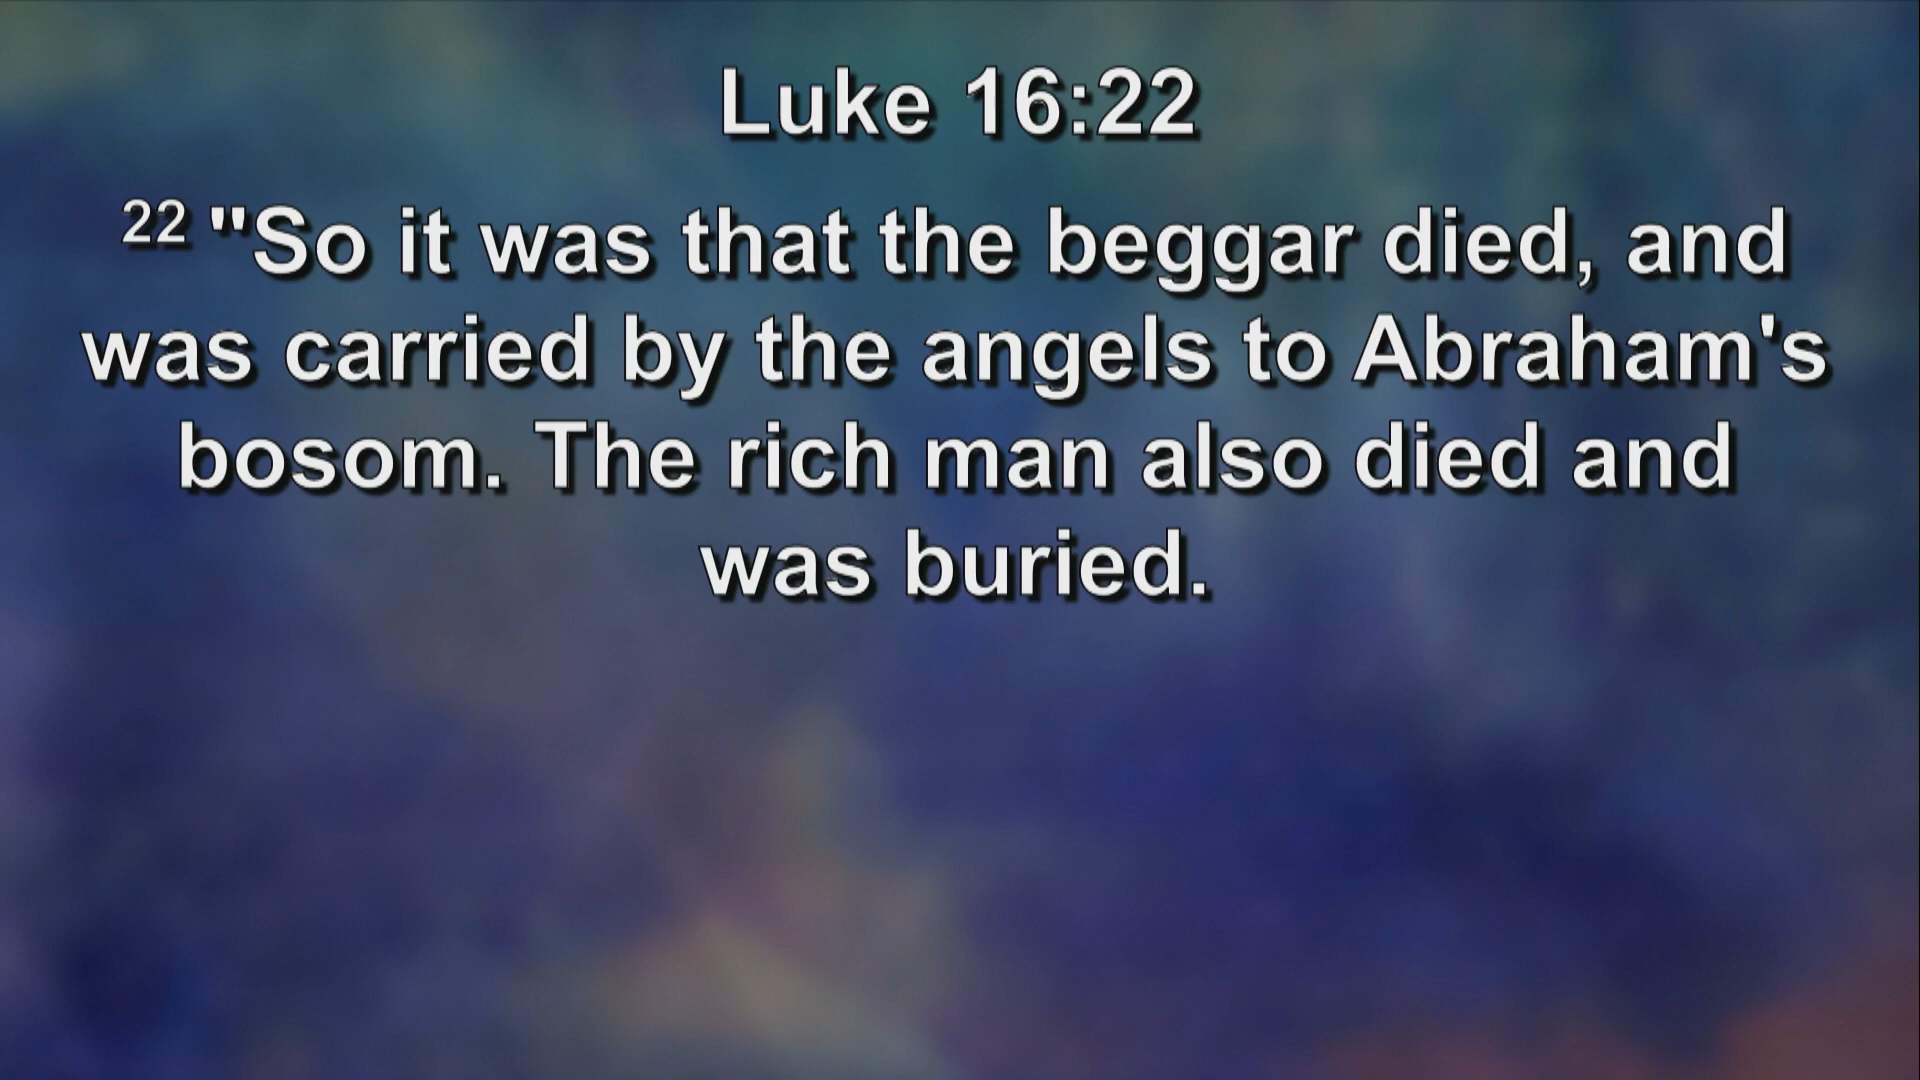 Luke 16:22
22 "So it was that the beggar died, and
was carried by the angels to Abraham's
bosom. The rich man also died and
was buried.